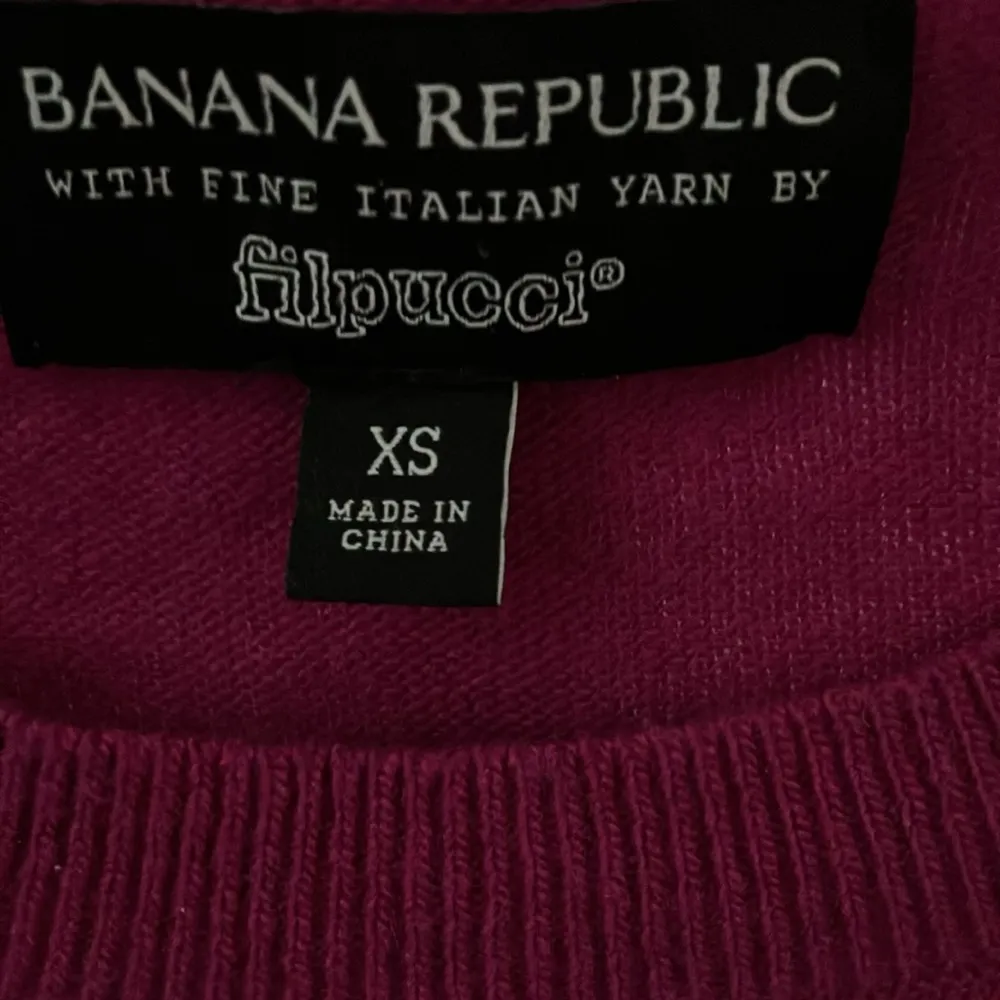 BANANA REPUBLIC
WITH FINE ITALIAN YARN BY
filpucci®
XS
MADE IN
CHINA